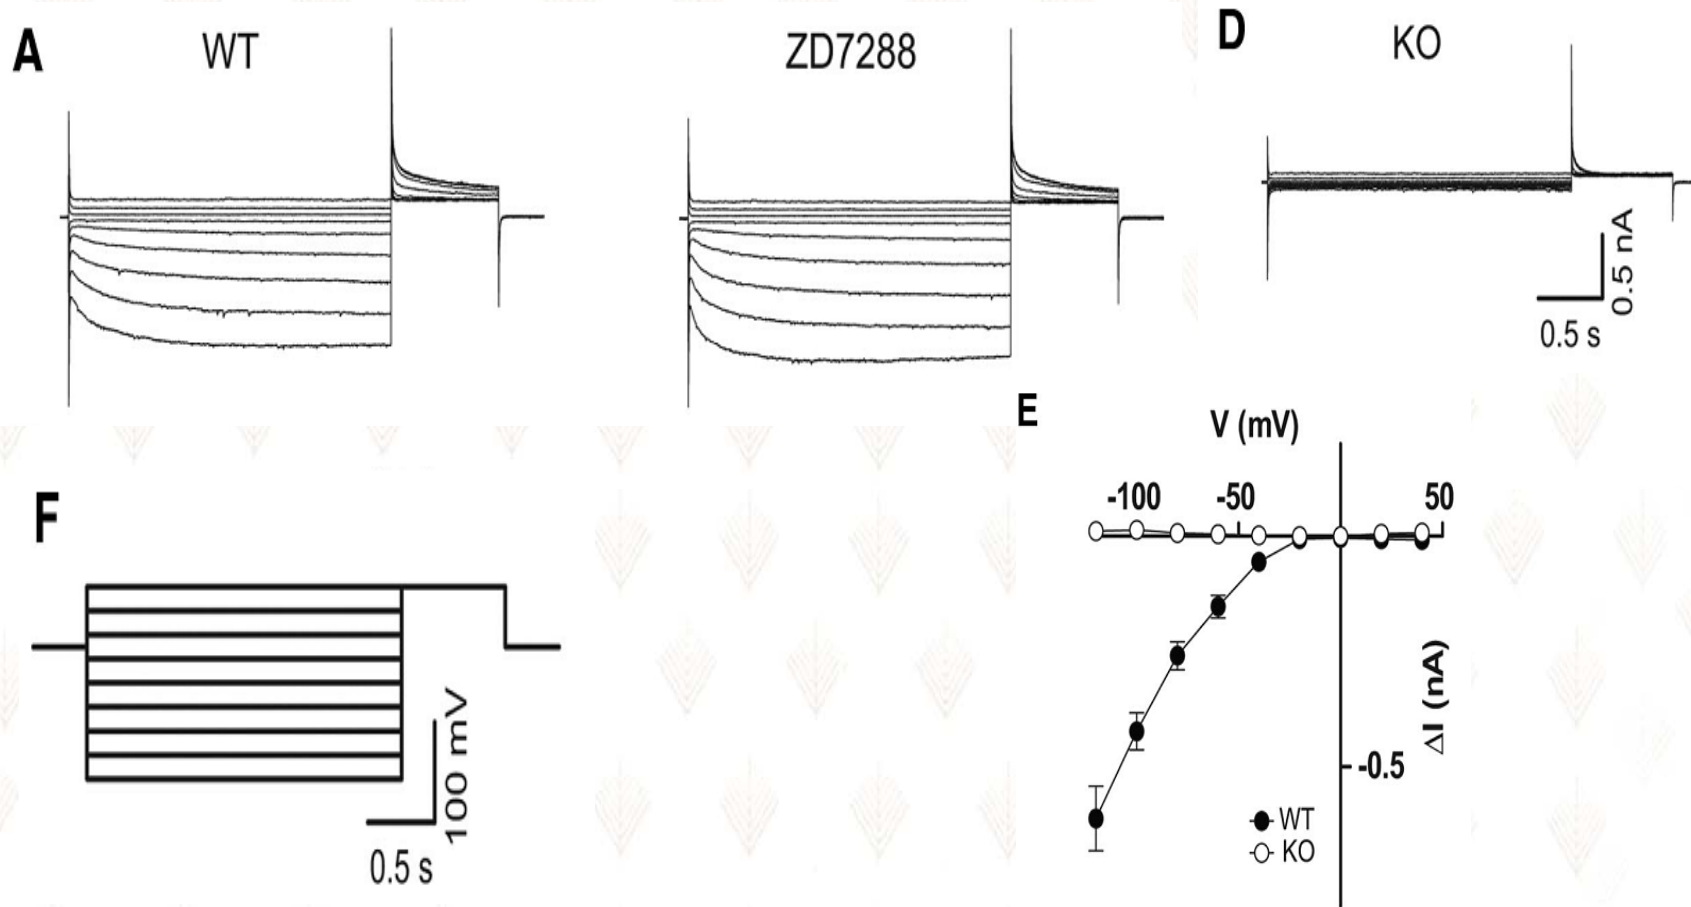 A
WT
ZD7288
D
KO
0.5 nA
0.5 s
E
V (mV)
-100
-50
50
ΔI (nA)
-0.5
WT
KO
F
100 mV
0.5 s